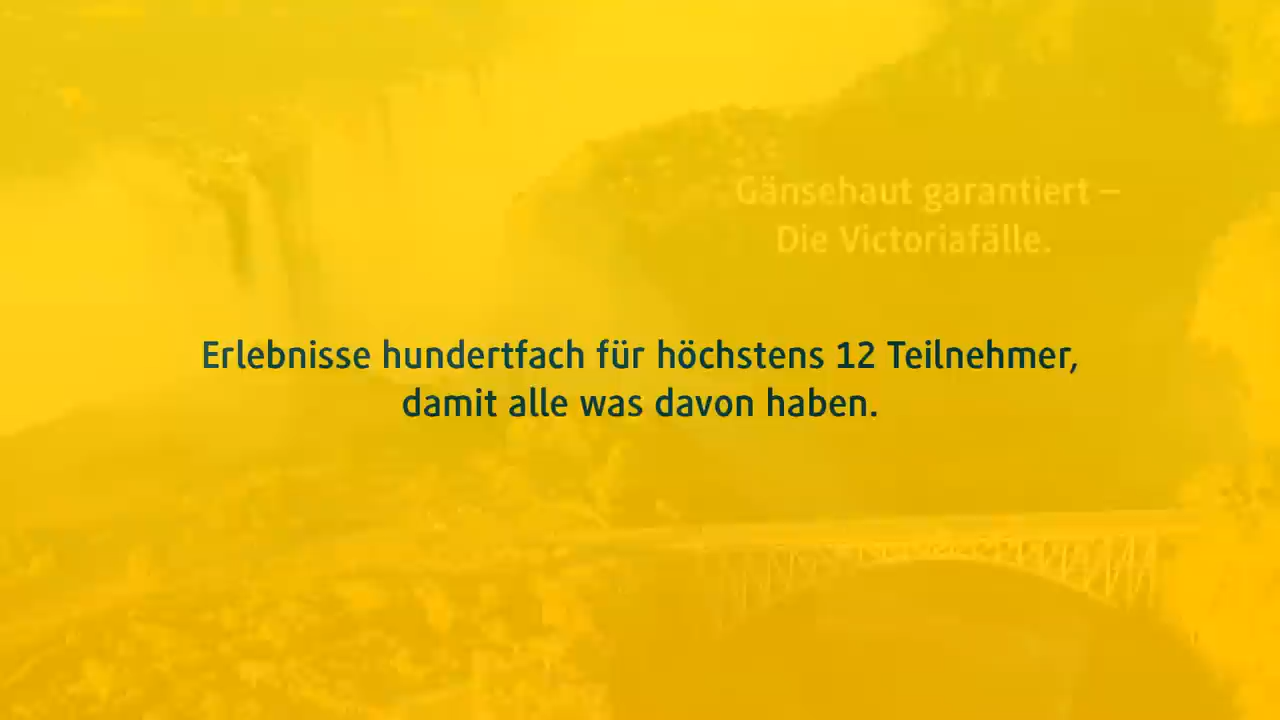 Gänsehaut garantiert –
Die Victoriafälle.
Erlebnisse hundertfach für höchstens 12 Teilnehmer,
damit alle was davon haben.